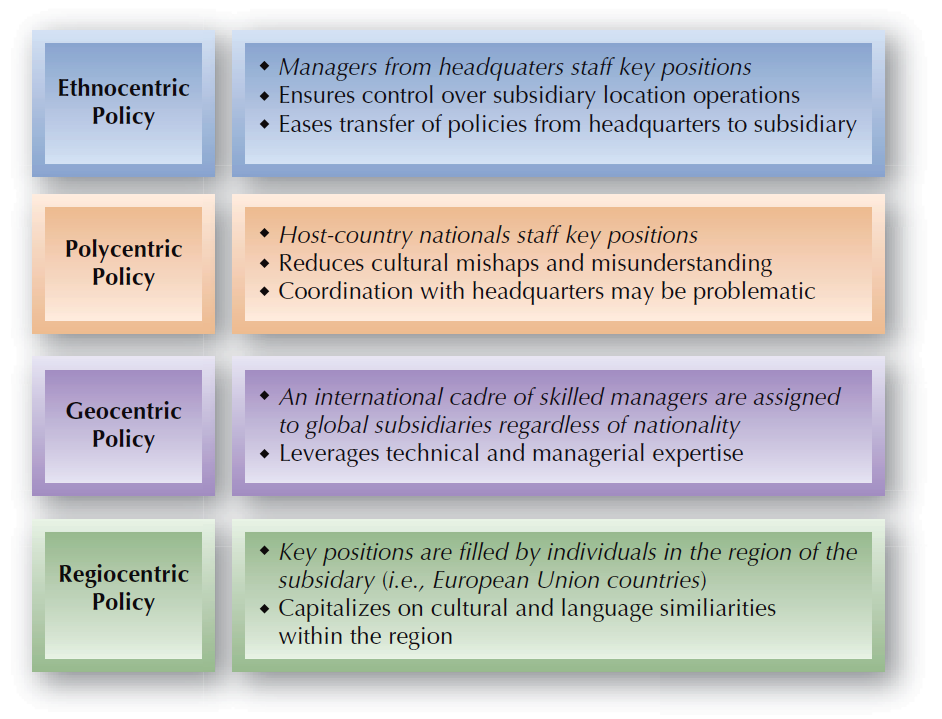 Ethnocentric
Policy
◆ Managers from headquaters staff key positions
◆ Ensures control over subsidiary location operations
◆ Eases transfer of policies from headquarters to subsidiary
Polycentric
Policy
◆ Host-country nationals staff key positions
◆ Reduces cultural mishaps and misunderstanding
◆ Coordination with headquarters may be problematic
Geocentric
Policy
◆ An international cadre of skilled managers are assigned
to global subsidiaries regardless of nationality
◆ Leverages technical and managerial expertise
Regiocentric
Policy
◆ Key positions are filled by individuals in the region of the
subsidary (i.e., European Union countries)
◆ Capitalizes on cultural and language similiarities
within the region